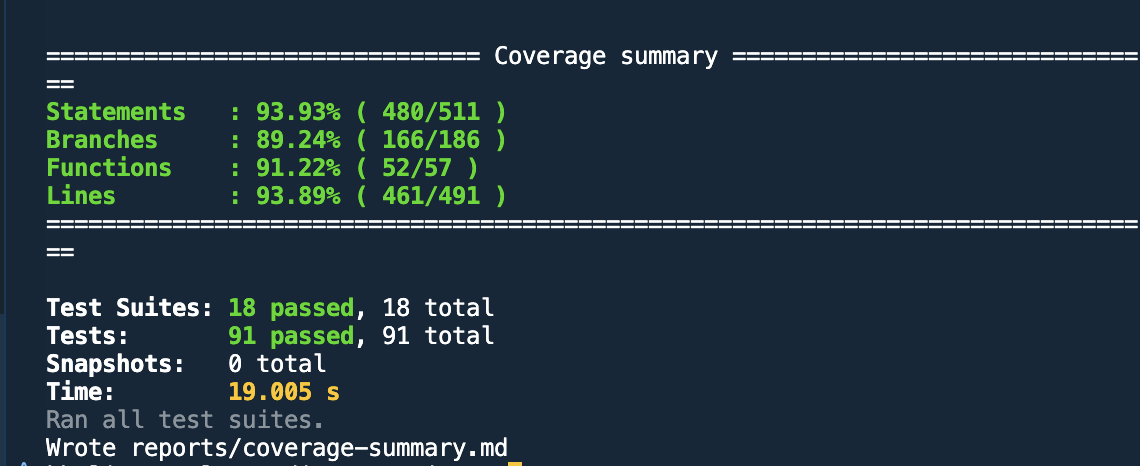 =============================== Coverage summary =============================
==
Statements   : 93.93% ( 480/511 )
Branches     : 89.24% ( 166/186 )
Functions    : 91.22% ( 52/57 )
Lines        : 93.89% ( 461/491 )
==============================================================================
==
Test Suites: 18 passed, 18 total
Tests:       91 passed, 91 total
Snapshots:   0 total
Time:        19.005 s
Ran all test suites.
Wrote reports/coverage-summary.md